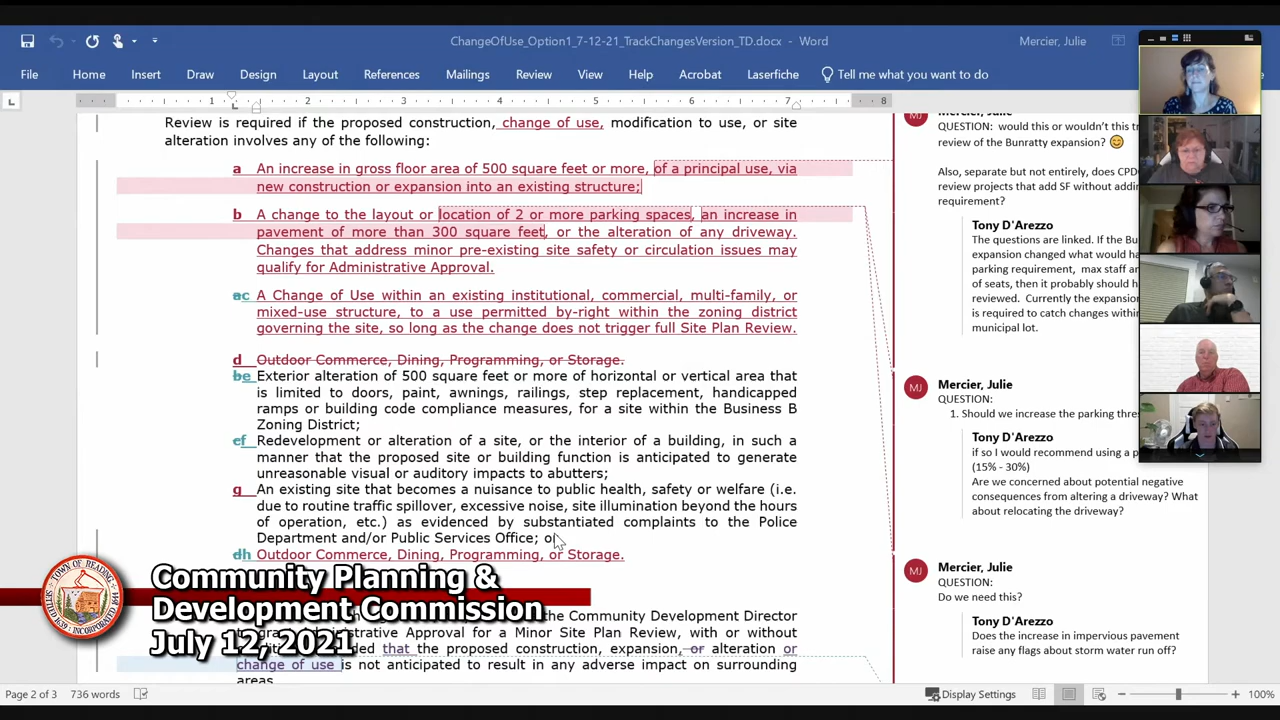 ChangeOfUse_Option1_7-12-21_TrackChangesVersion_TD.docx - Word
Mercier, Julie
File Home Insert Draw Design Layout References Mailings Review View Help Acrobat Laserfiche Tell me what you want to do
1 2 3 4 5 6 7 8
Review is required if the proposed construction, change of use, modification to use, or site
alteration involves any of the following:
a An increase in gross floor area of 500 square feet or more, of a principal use, via
new construction or expansion into an existing structure;
b A change to the layout or location of 2 or more parking spaces, an increase in
pavement of more than 300 square feet, or the alteration of any driveway.
Changes that address minor pre-existing site safety or circulation issues may
qualify for Administrative Approval.
ac A Change of Use within an existing institutional, commercial, multi-family, or
mixed-use structure, to a use permitted by-right within the zoning district
governing the site, so long as the change does not trigger full Site Plan Review.
d Outdoor Commerce, Dining, Programming, or Storage.
be Exterior alteration of 500 square feet or more of horizontal or vertical area that
is limited to doors, paint, awnings, railings, step replacement, handicapped
ramps or building code compliance measures, for a site within the Business B
Zoning District;
cf Redevelopment or alteration of a site, or the interior of a building, in such a
manner that the proposed site or building function is anticipated to generate
unreasonable visual or auditory impacts to abutters;
g An existing site that becomes a nuisance to public health, safety or welfare (i.e.
due to routine traffic spillover, excessive noise, site illumination beyond the hours
of operation, etc.) as evidenced by substantiated complaints to the Police
Department and/or Public Services Office; or
dh Outdoor Commerce, Dining, Programming, or Storage.
the Community Development Director
Administrative Approval for a Minor Site Plan Review, with or without
that the proposed construction, expansion, or alteration or
change of use is not anticipated to result in any adverse impact on surrounding
areas.
MJ
Mercier, Julie
QUESTION: would this or wouldn't this
review of the Bunratty expansion?
Also, separate but not entirely, does
review projects that add SF without
requirement?
Tony D'Arezzo
The questions are linked. If the
expansion changed what would
parking requirement, max staff
of seats, then it probably should
reviewed. Currently the expansion
is required to catch changes
municipal lot.
MJ
Mercier, Julie
QUESTION:
1. Should we increase the parking
Tony D'Arezzo
if so I would recommend using a
(15% - 30%)
Are we concerned about potential negative
consequences from altering a driveway? What
about relocating the driveway?
MJ
Mercier, Julie
QUESTION:
Do we need this?
Tony D'Arezzo
Does the increase in impervious pavement
raise any flags about storm water run off?
TOWN OF READING
Community Planning &
Development Commission
July 12, 2021
Page 2 of 3 736 words
Display Settings
100%